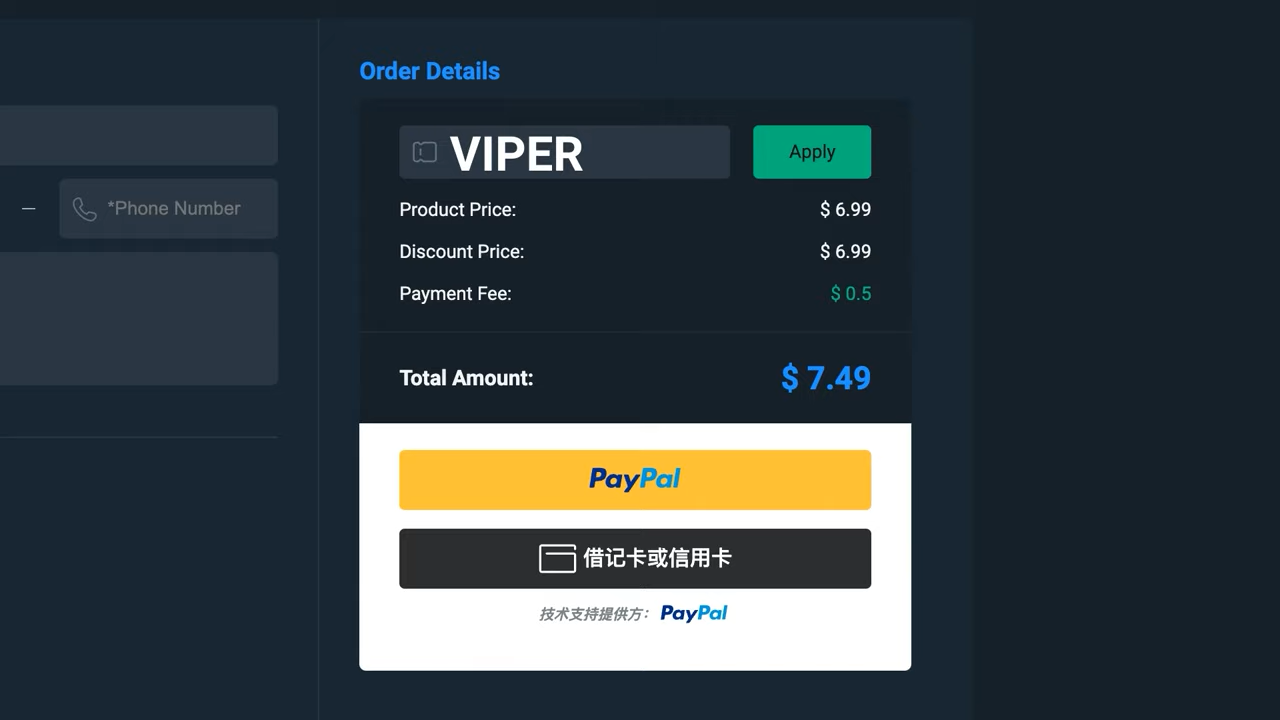 Order Details
VIPER
Apply
*Phone Number
Product Price: $ 6.99
Discount Price: $ 6.99
Payment Fee: $ 0.5
Total Amount: $ 7.49
PayPal
借记卡或信用卡
技术支持提供方: PayPal